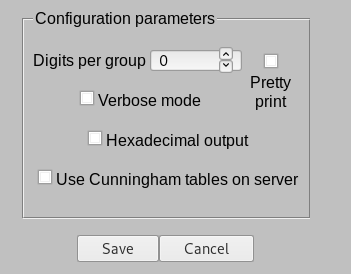 Configuration parameters
Digits per group 0
Pretty
print
Verbose mode
Hexadecimal output
Use Cunningham tables on server
Save Cancel